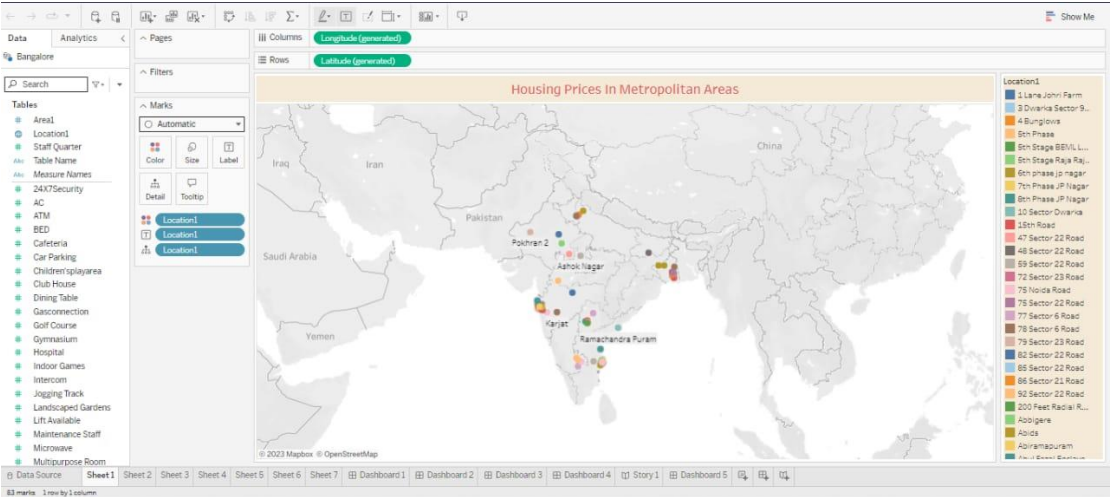 Show Me
Data Analytics
Bangalore
Search
Tables
Area1
Location1
Staff Quarter
Abc Table Name
Abc Measure Names
24X7Security
AC
ATM
BED
Cafeteria
Car Parking
Children'splayarea
Club House
Dining Table
Gasconnection
Golf Course
Gymnasium
Hospital
Indoor Games
Intercom
Jogging Track
Landscaped Gardens
Lift Available
Maintenance Staff
Microwave
Multipurpose Room
Pages
Filters
Marks
Automatic
Color Size Label
Detail Tooltip
Location1
Location1
Location1
Columns Longitude (generated)
Rows Latitude (generated)
Housing Prices In Metropolitan Areas
China
Iraq
Iran
Pakistan
Pokhran 2
Saudi Arabia
Ashok Nagar
Karjat
Yemen
Ramachandra Puram
© 2023 Mapbox © OpenStreetMap
Location1
1 Lane Johri Farm
3 Dwarka Sector 9...
4 Bunglows
5th Phase
5th Stage BEML L...
5th Stage Raja Raj...
6th phase jp nagar
7th Phase JP Nagar
8th Phase JP Nagar
10 Sector Dwarka
15th Road
47 Sector 22 Road
48 Sector 22 Road
59 Sector 22 Road
72 Sector 23 Road
75 Noida Road
75 Sector 22 Road
77 Sector 6 Road
78 Sector 6 Road
79 Sector 23 Road
82 Sector 22 Road
85 Sector 22 Road
86 Sector 21 Road
92 Sector 22 Road
200 Feet Radial R...
Abbigere
Abids
Abiramapuram
Data Source Sheet 1 Sheet 2 Sheet 3 Sheet 4 Sheet 5 Sheet 6 Sheet 7 Dashboard 1 Dashboard 2 Dashboard 3 Dashboard 4 Story 1 Dashboard 5
83 marks 1 row by 1 column